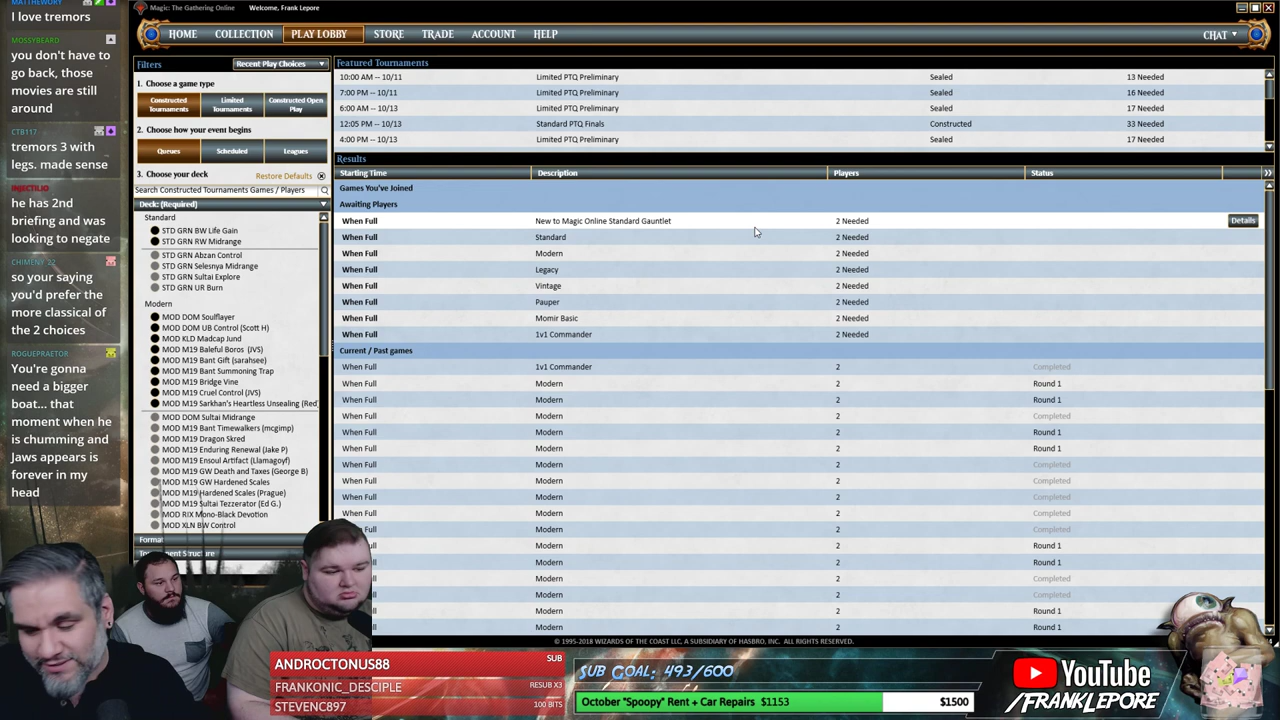 MATTHEWORY
I love tremors
MOSSYBEARD
you don't have to
go back, those
movies are still
around
CTB117
tremors 3 with
legs. made sense
INJECTILIO
he has 2nd
briefing and was
looking to negate
CHIMENY_22
so your saying
you'd prefer the
more classical of
the 2 choices
ROGUEPRAETOR
You're gonna
need a bigger
boat... that
moment when he
is chumming and
Jaws appears is
forever in my
head
Magic: The Gathering Online Welcome, Frank Lepore
HOME COLLECTION PLAY LOBBY STORE TRADE ACCOUNT HELP CHAT
Filters Recent Play Choices
1. Choose a game type
Constructed Tournaments
Limited Tournaments
Constructed Open Play
2. Choose how your event begins
Queues Scheduled Leagues
3. Choose your deck Restore Defaults
Search Constructed Tournaments Games / Players
Deck: (Required)
Standard
STD GRN BW Life Gain
STD GRN RW Midrange
STD GRN Abzan Control
STD GRN Selesnya Midrange
STD GRN Sultai Explore
STD GRN UR Burn
Modern
MOD DOM Soulflayer
MOD DOM UB Control (Scott H)
MOD KLD Madcap Jund
MOD M19 Baleful Boros (JVS)
MOD M19 Bant Gift (sarahsee)
MOD M19 Bant Summoning Trap
MOD M19 Bridge Vine
MOD M19 Cruel Control (JVS)
MOD M19 Sarkhan's Heartless Unsealing (Red
MOD DOM Sultai Midrange
MOD M19 Bant Timewalkers (mcgimp)
MOD M19 Dragon Skred
MOD M19 Enduring Renewal (Jake P)
MOD M19 Ensoul Artifact (Llamagoyf)
MOD M19 GW Death and Taxes (George B)
MOD M19 GW Hardened Scales
MOD M19 Hardened Scales (Prague)
MOD M19 Sultai Tezzerator (Ed G.)
MOD RIX Mono-Black Devotion
MOD XLN BW Control
Format
Tournament Structure
Featured Tournaments
10:00 AM -- 10/11 Limited PTQ Preliminary Sealed 13 Needed
7:00 PM -- 10/11 Limited PTQ Preliminary Sealed 16 Needed
6:00 AM -- 10/13 Limited PTQ Preliminary Sealed 17 Needed
12:05 PM -- 10/13 Standard PTQ Finals Constructed 33 Needed
4:00 PM -- 10/13 Limited PTQ Preliminary Sealed 17 Needed
Results
Starting Time Description Players Status
Games You've Joined
Awaiting Players
When Full New to Magic Online Standard Gauntlet 2 Needed Details
When Full Standard 2 Needed
When Full Modern 2 Needed
When Full Legacy 2 Needed
When Full Vintage 2 Needed
When Full Pauper 2 Needed
When Full Momir Basic 2 Needed
When Full 1v1 Commander 2 Needed
Current / Past games
When Full 1v1 Commander 2 Completed
When Full Modern 2 Round 1
When Full Modern 2 Round 1
When Full Modern 2 Completed
When Full Modern 2 Round 1
When Full Modern 2 Round 1
When Full Modern 2 Completed
When Full Modern 2 Completed
When Full Modern 2 Completed
When Full Modern 2 Completed
Modern 2 Completed
Modern 2 Round 1
Modern 2 Round 1
Modern 2 Completed
Modern 2 Completed
Modern 2 Round 1
Modern 2 Round 1
© 1995-2018 WIZARDS OF THE COAST LLC, A SUBSIDIARY OF HASBRO, INC. ALL RIGHTS RESERVED.
ANDROCTONUS88 SUB
FRANKONIC_DESCIPLE RESUB X3
STEVENC897 100 BITS
SUB GOAL: 493/600
October "Spoopy" Rent + Car Repairs $1153 $1500
YouTube
/FRANKLEPORE